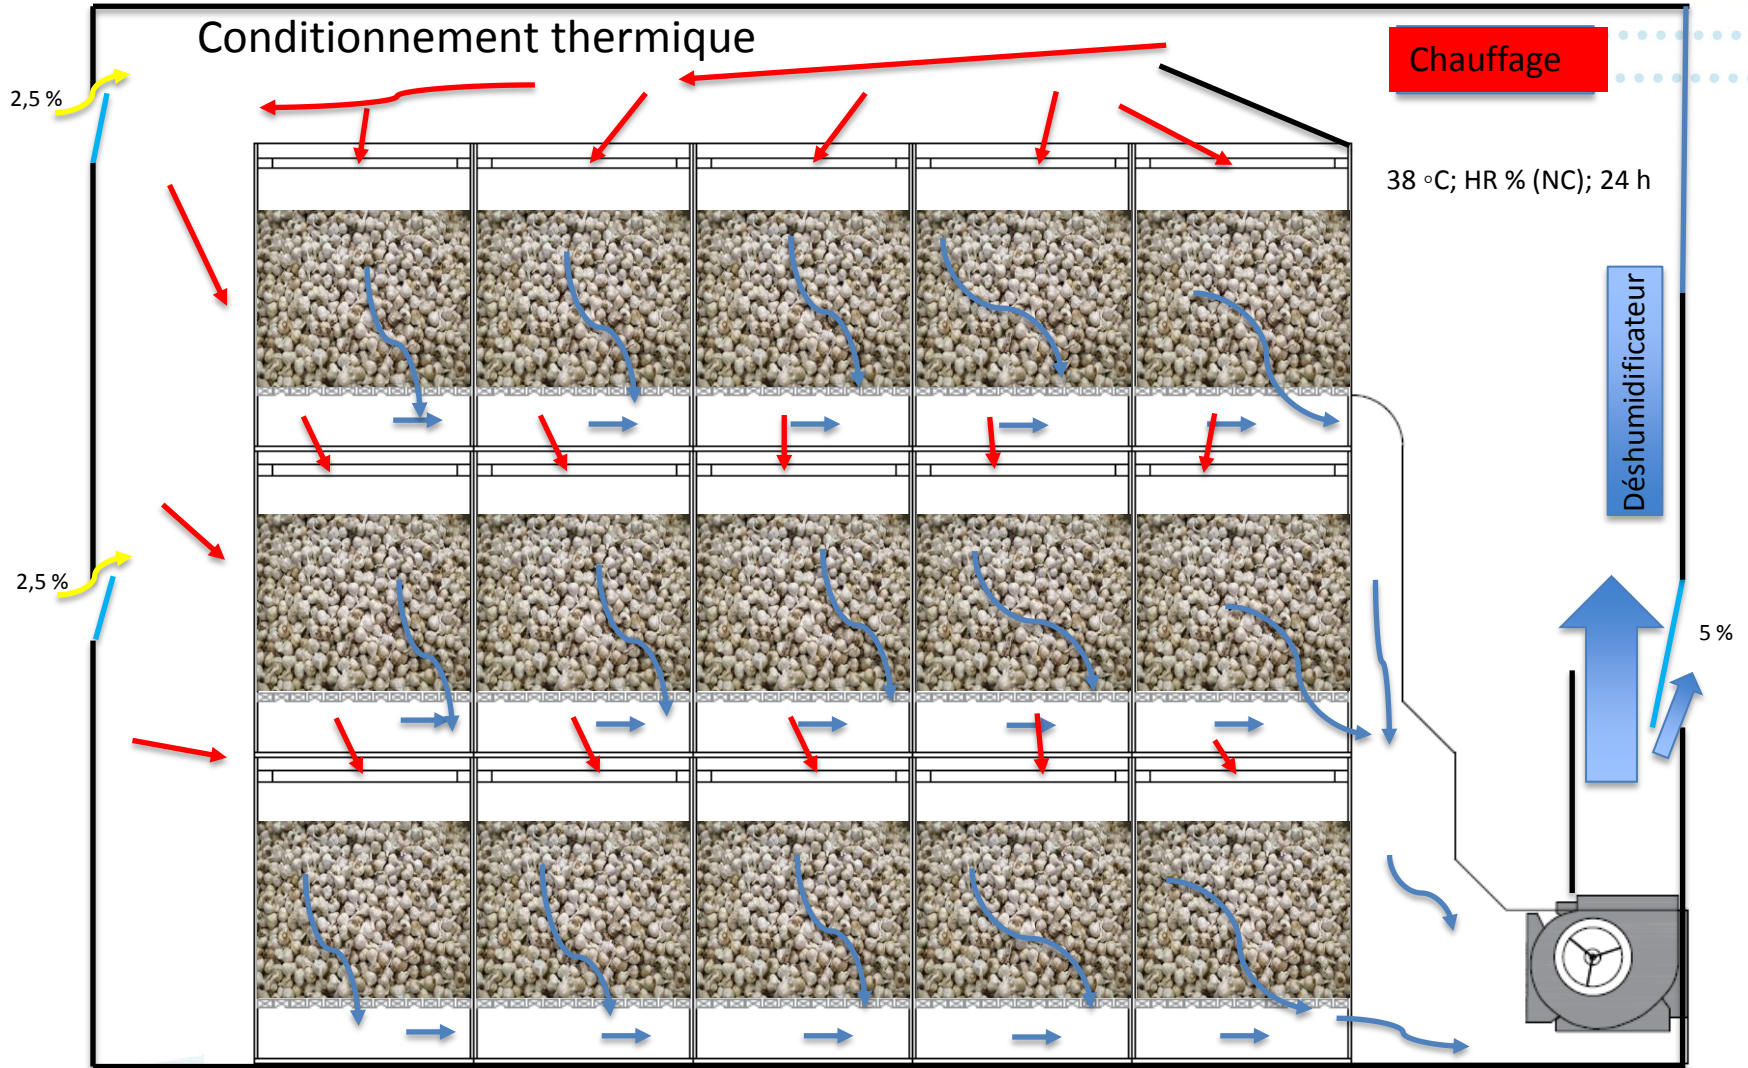 Conditionnement thermique
Chauffage
2,5 %
38 ◦C; HR % (NC); 24 h
Déshumidificateur
2,5 %
5 %